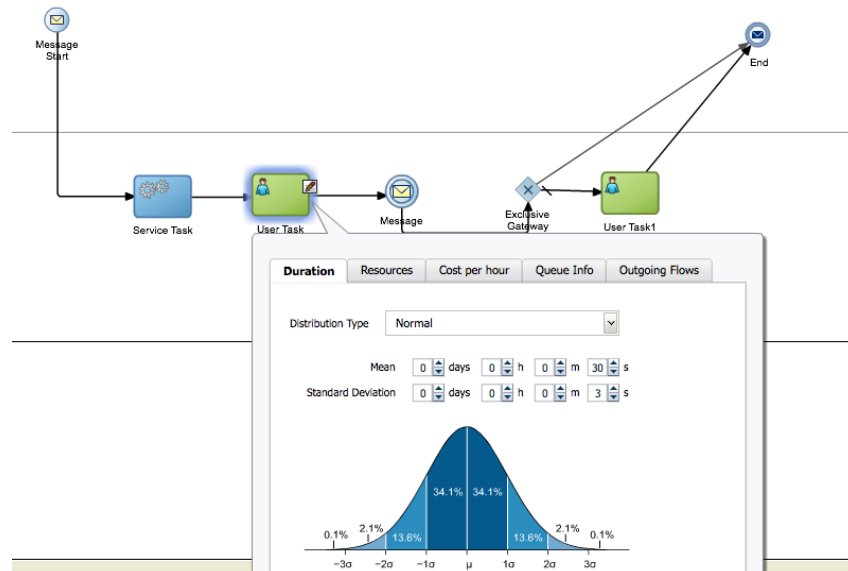 Message
Start
End
Service Task
User Task
Message
Exclusive
Gateway
User Task1
Duration
Resources
Cost per hour
Queue Info
Outgoing Flows
Distribution Type Normal
Mean 0 days 0 h 0 m 30 s
Standard Deviation 0 days 0 h 0 m 3 s
34.1% 34.1%
0.1% 2.1% 13.6% 13.6% 2.1% 0.1%
−3σ −2σ −1σ μ 1σ 2σ 3σ